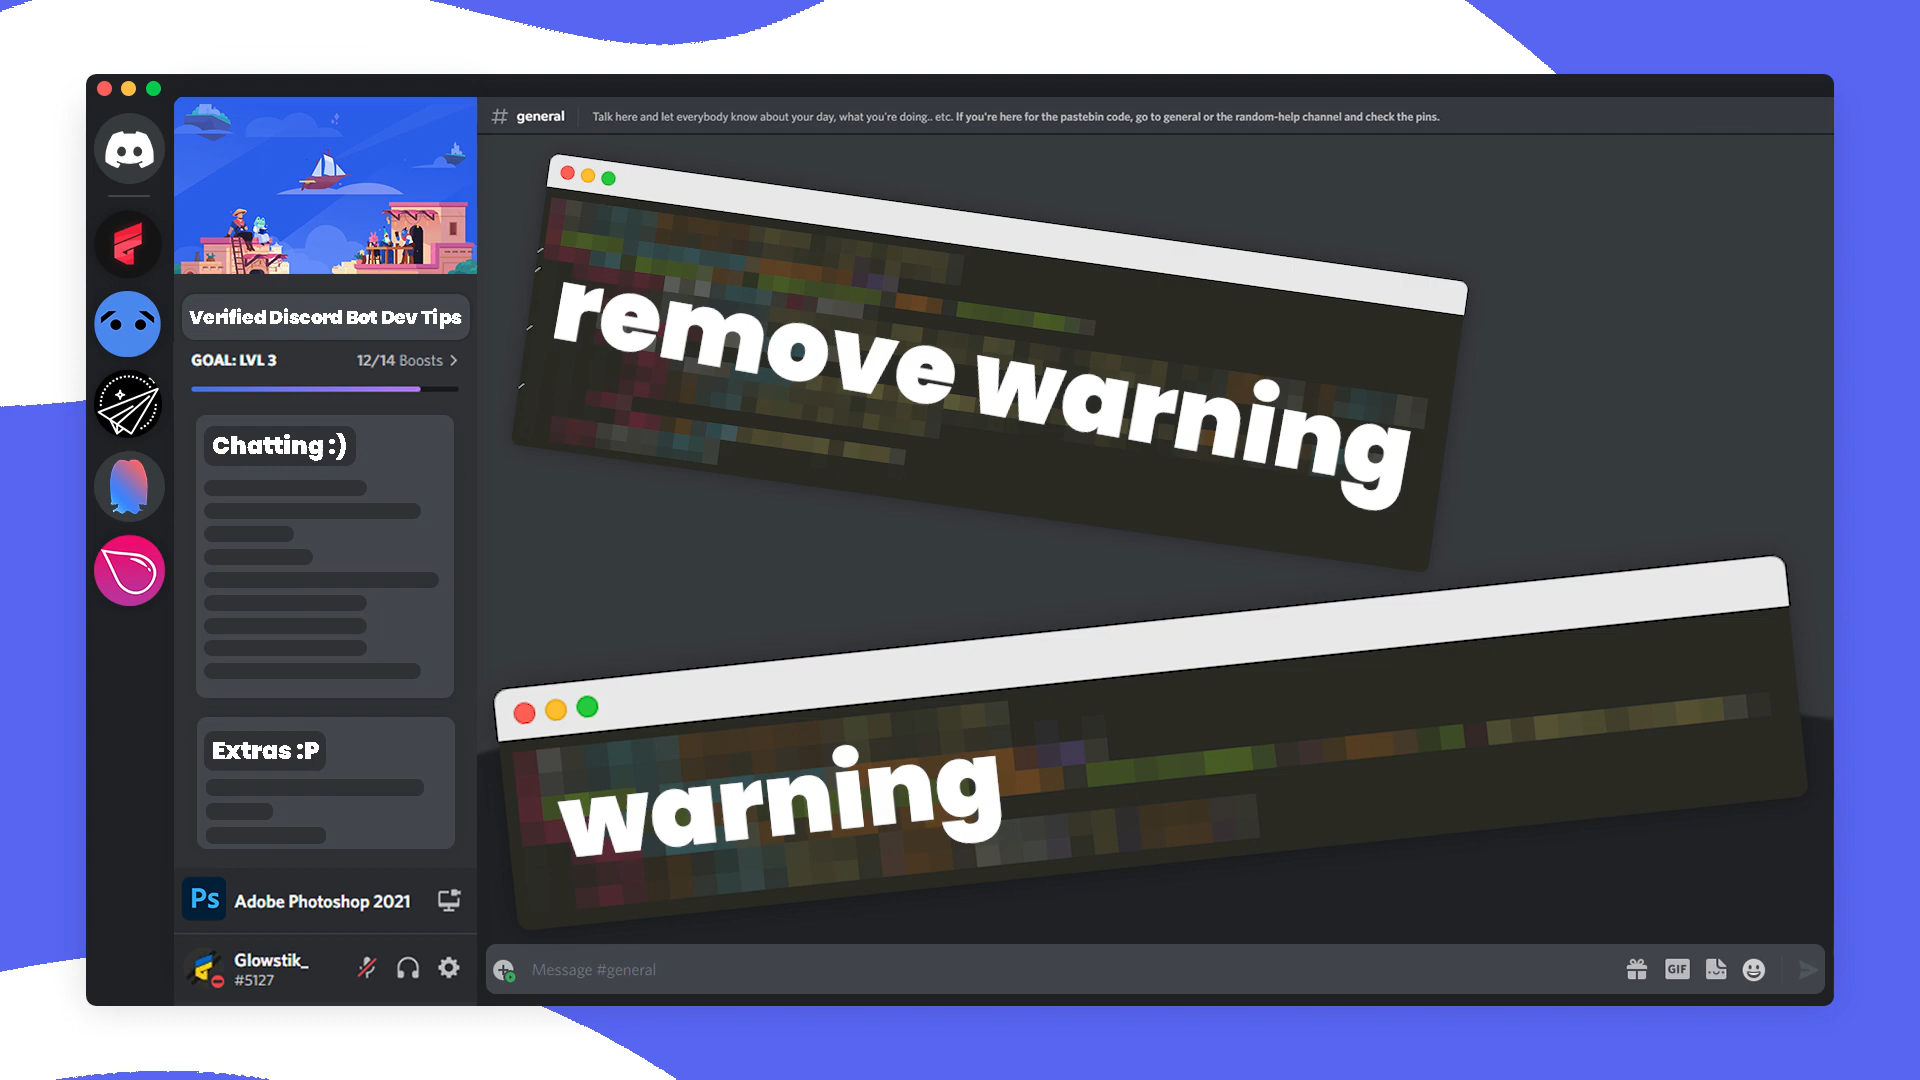 general
Talk here and let everybody know about your day, what you're doing.. etc. If you're here for the pastebin code, go to general or the random-help channel and check the pins.
Verified Discord Bot Dev Tips
GOAL: LVL 3
12/14 Boosts
Chatting :)
Extras :P
Ps
Adobe Photoshop 2021
Glowstik_
#5127
remove warning
warning
Message #general
GIF